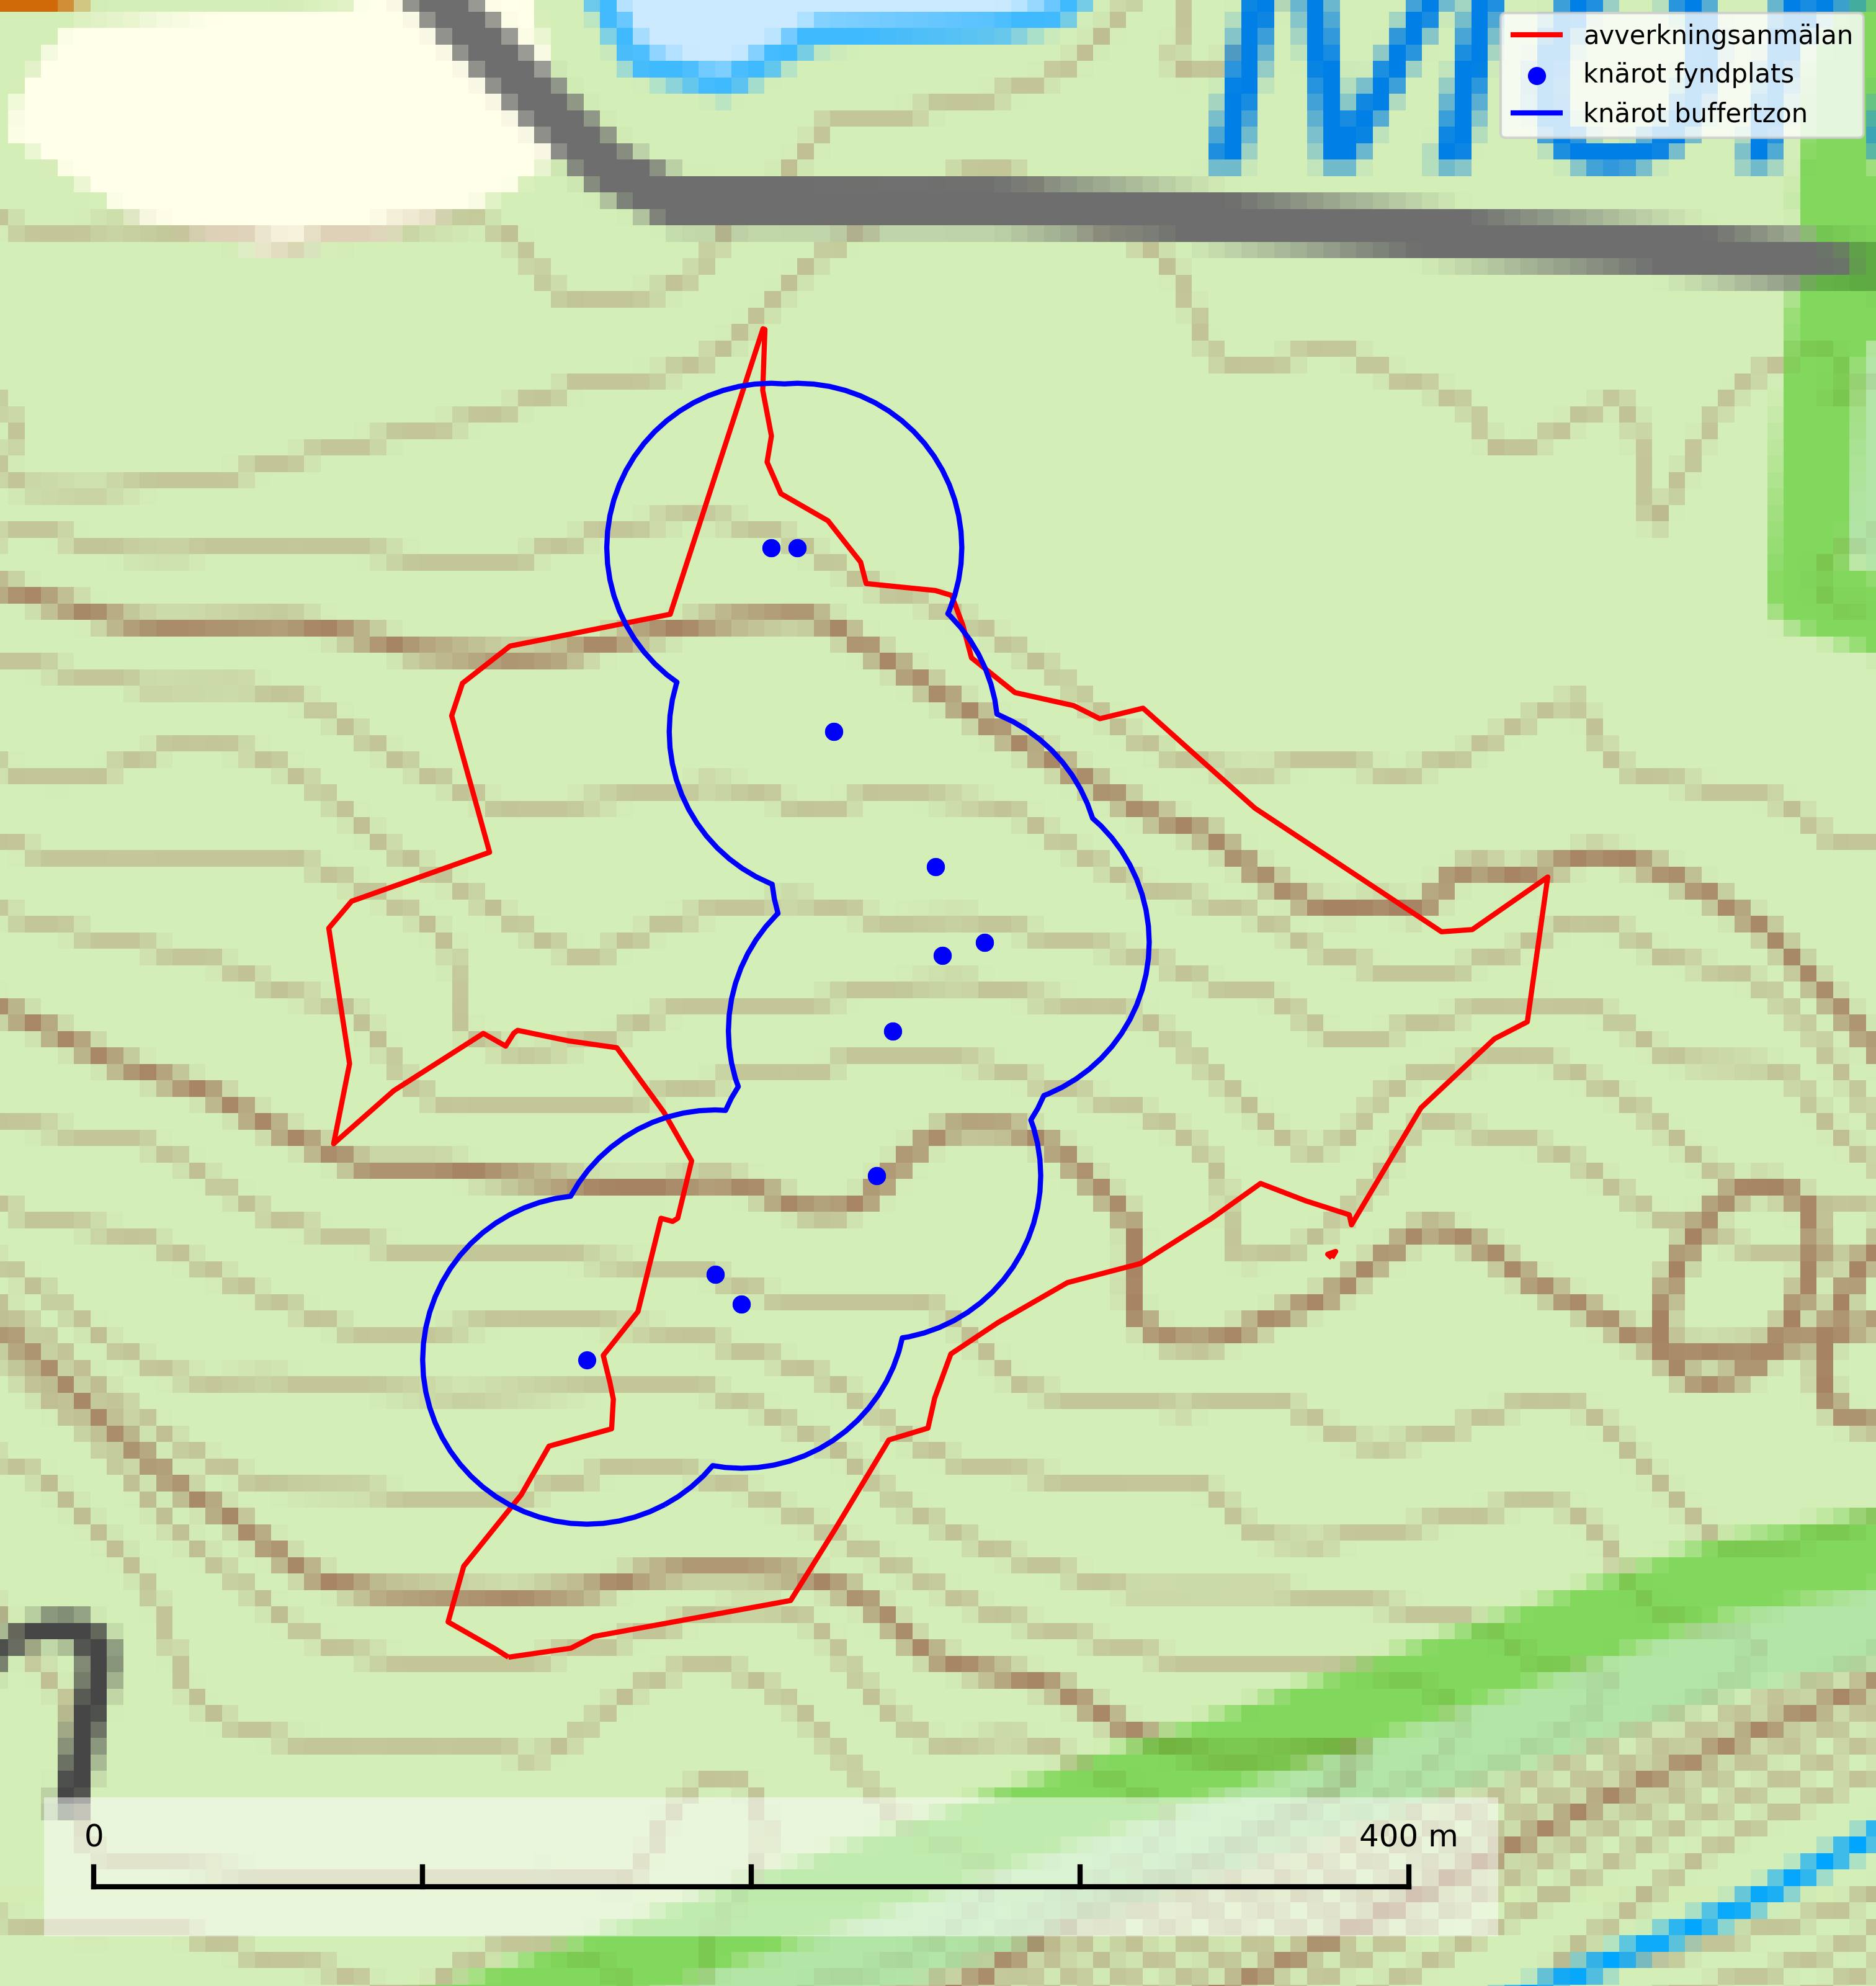 avverkningsanmälan
knärot fyndplats
knärot buffertzon
0 400 m